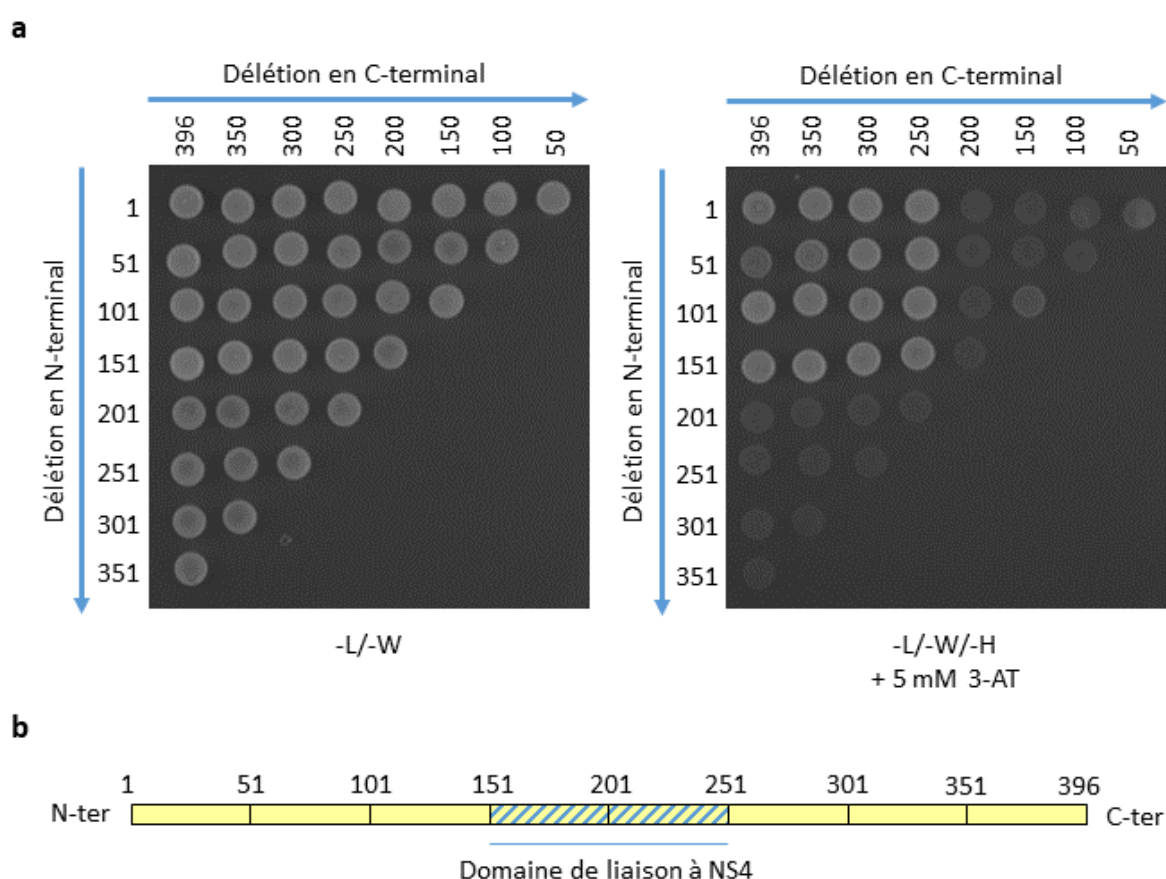 a
Délétion en C-terminal
396 350 300 250 200 150 100 50
Délétion en N-terminal
1
51
101
151
201
251
301
351
-L/-W
Délétion en C-terminal
396 350 300 250 200 150 100 50
Délétion en N-terminal
1
51
101
151
201
251
301
351
-L/-W/-H
+ 5 mM 3-AT
b
1 51 101 151 201 251 301 351 396
N-ter C-ter
Domaine de liaison à NS4